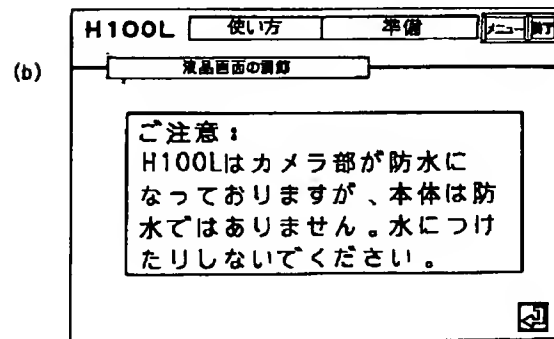 H100L 使い方 準備 メニュー 終了
(b)
液晶画面の調節
ご注意:
H100Lはカメラ部が防水に
なっておりますが、本体は防
水ではありません。水につけ
たりしないでください。